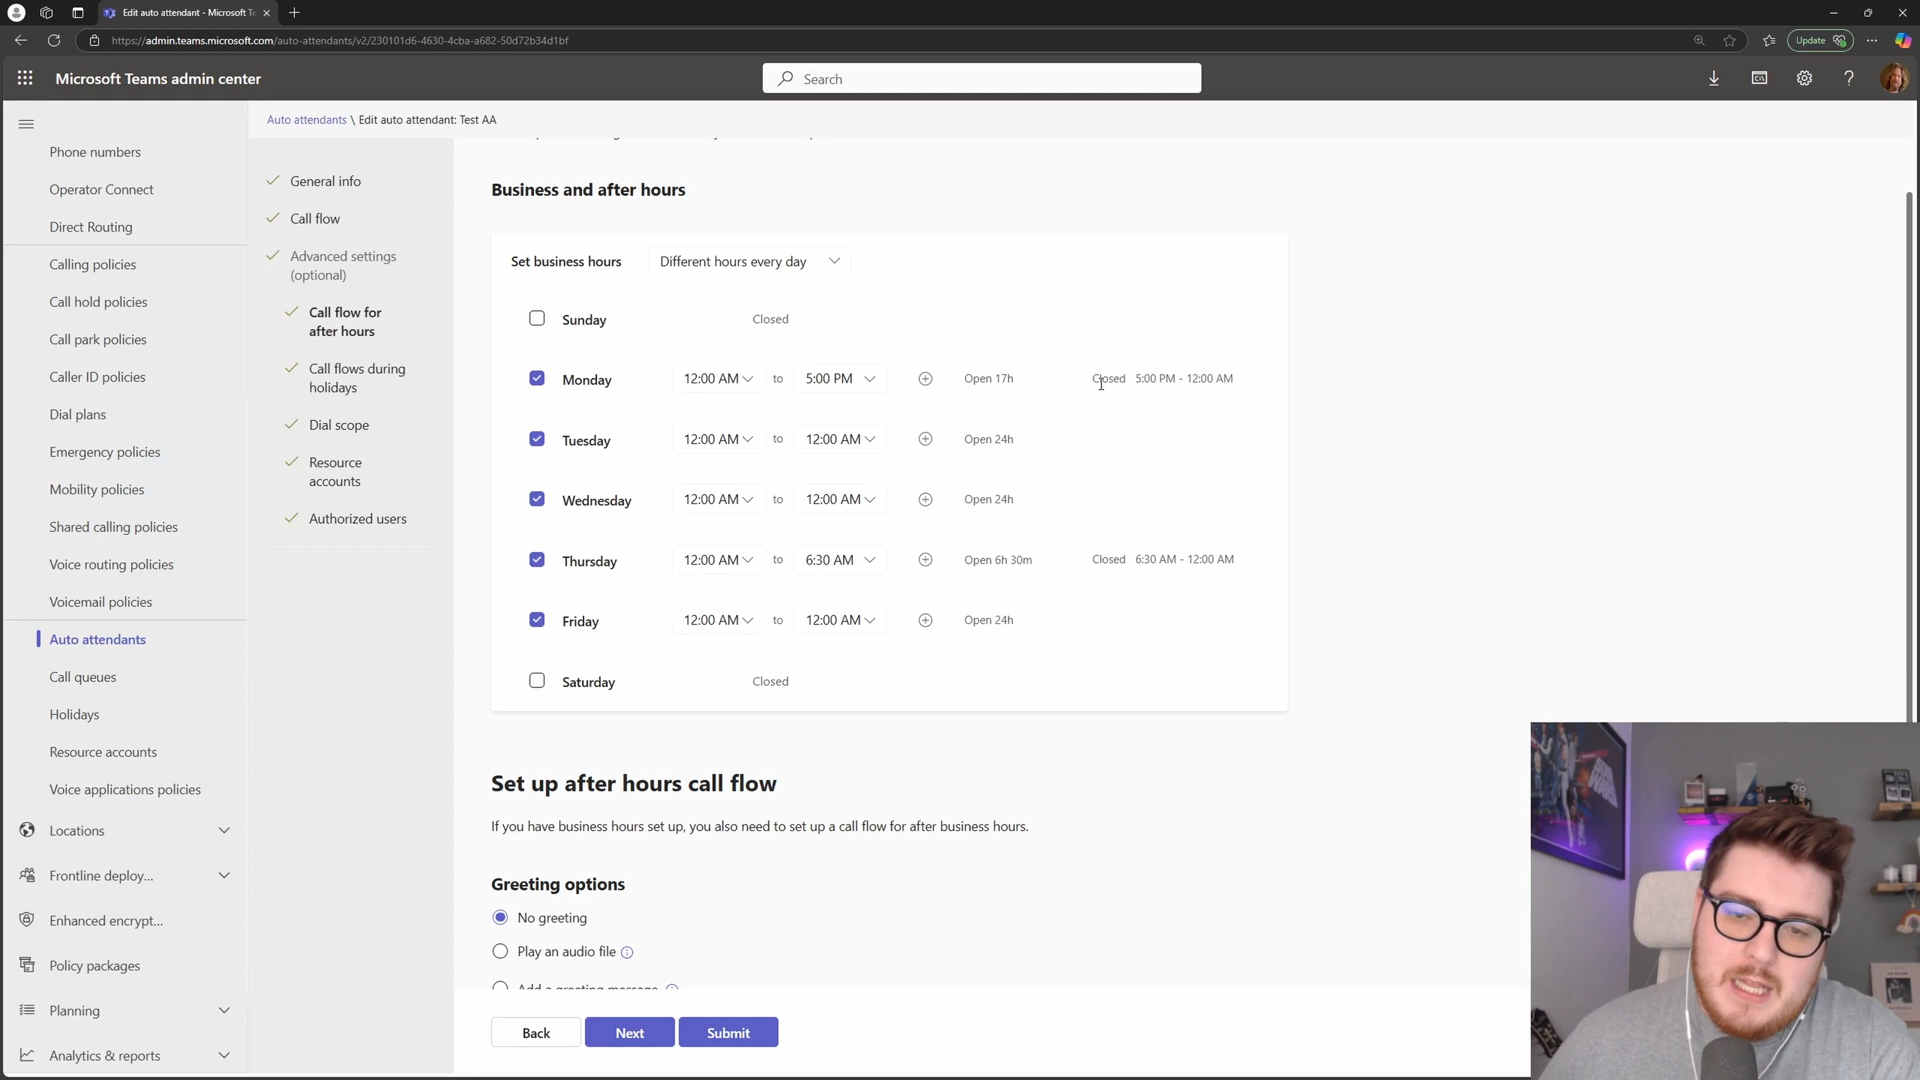 Edit auto attendant - Microsoft Te
https://admin.teams.microsoft.com/auto-attendants/v2/230101d6-4630-4cba-a682-50d72b34d1bf
Update
Microsoft Teams admin center
Search
Auto attendants \ Edit auto attendant: Test AA
Phone numbers
Operator Connect
Direct Routing
Calling policies
Call hold policies
Call park policies
Caller ID policies
Dial plans
Emergency policies
Mobility policies
Shared calling policies
Voice routing policies
Voicemail policies
Auto attendants
Call queues
Holidays
Resource accounts
Voice applications policies
Locations
Frontline deploy...
Enhanced encrypt...
Policy packages
Planning
Analytics & reports
General info
Call flow
Advanced settings
(optional)
Call flow for
after hours
Call flows during
holidays
Dial scope
Resource
accounts
Authorized users
Business and after hours
Set business hours Different hours every day
Sunday Closed
Monday 12:00 AM to 5:00 PM Open 17h Closed 5:00 PM - 12:00 AM
Tuesday 12:00 AM to 12:00 AM Open 24h
Wednesday 12:00 AM to 12:00 AM Open 24h
Thursday 12:00 AM to 6:30 AM Open 6h 30m Closed 6:30 AM - 12:00 AM
Friday 12:00 AM to 12:00 AM Open 24h
Saturday Closed
Set up after hours call flow
If you have business hours set up, you also need to set up a call flow for after business hours.
Greeting options
No greeting
Play an audio file
Add a greeting message
Back Next Submit